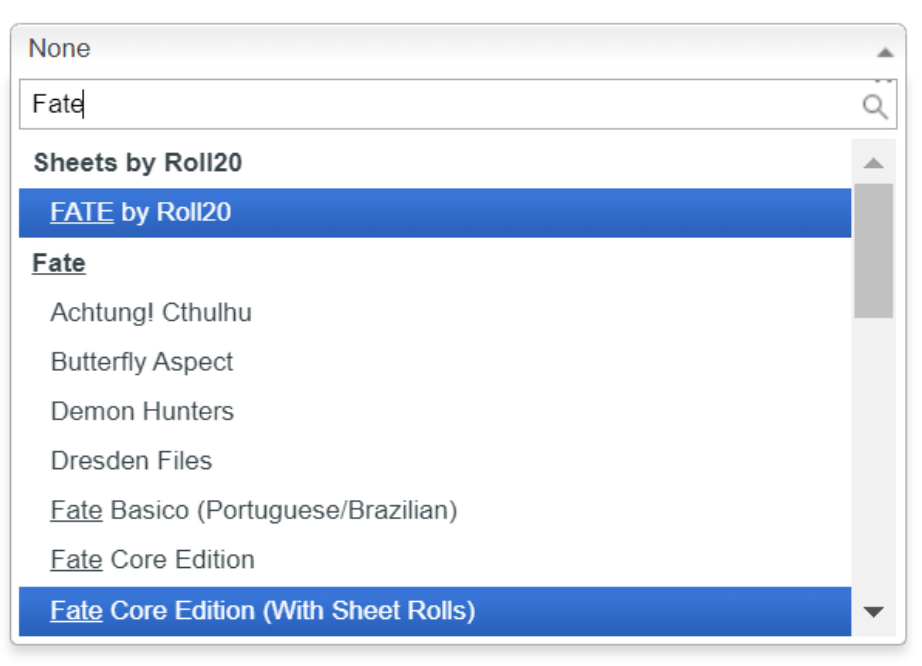 None
Fate
Sheets by Roll20
FATE by Roll20
Fate
Achtung! Cthulhu
Butterfly Aspect
Demon Hunters
Dresden Files
Fate Basico (Portuguese/Brazilian)
Fate Core Edition
Fate Core Edition (With Sheet Rolls)